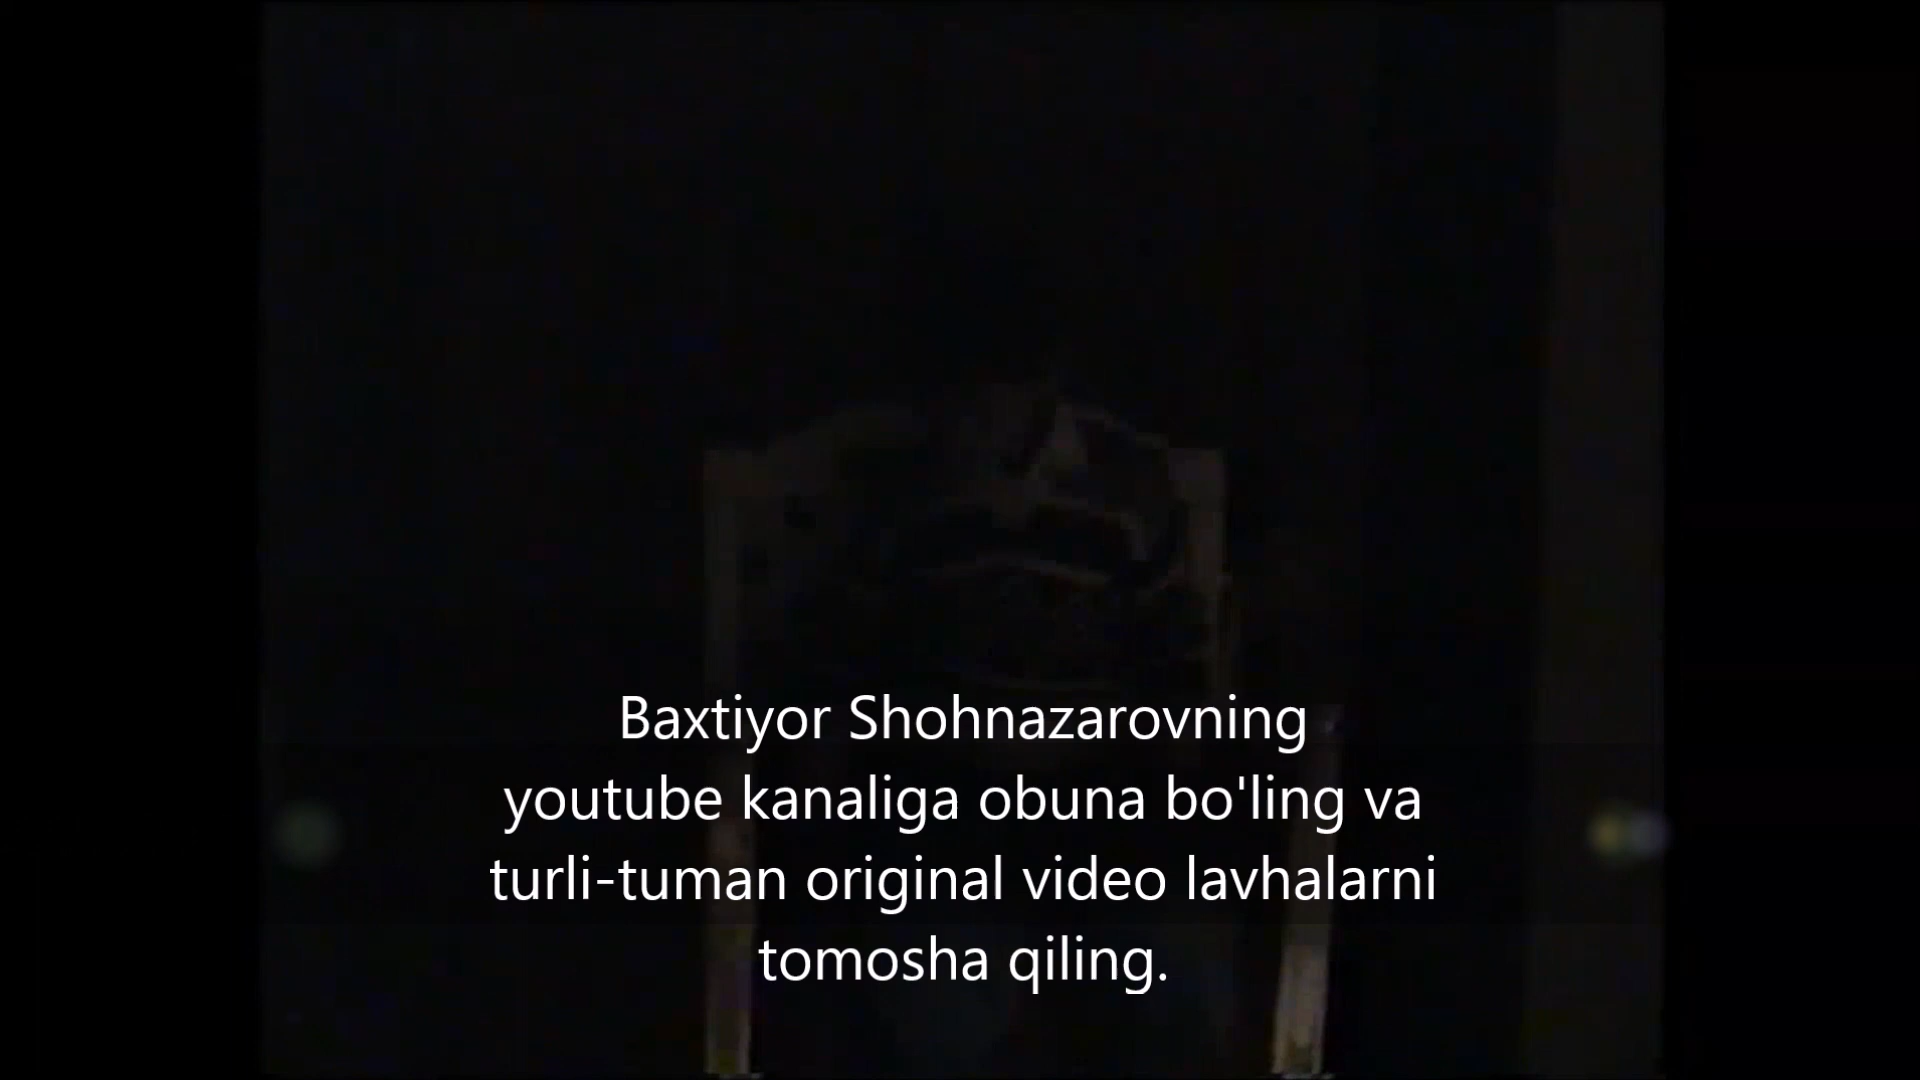 Baxtiyor Shohnazarovning
youtube kanaliga obuna bo'ling va
turli-tuman original video lavhalarni
tomosha qiling.